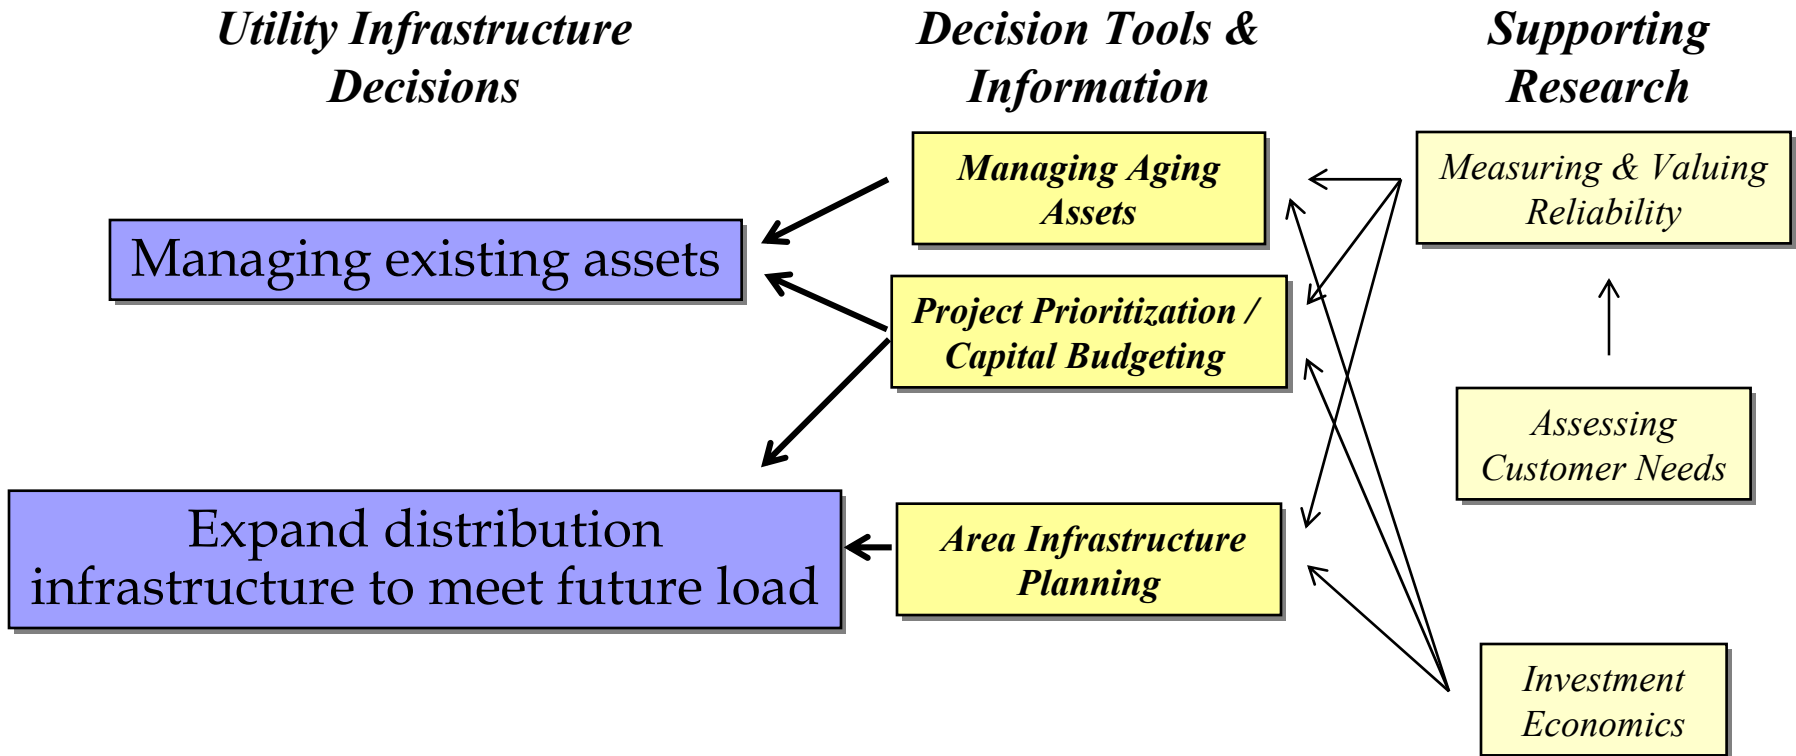 Utility Infrastructure
Decisions
Decision Tools &
Information
Supporting
Research
Managing existing assets
Expand distribution
infrastructure to meet future load
Managing Aging
Assets
Project Prioritization /
Capital Budgeting
Area Infrastructure
Planning
Measuring & Valuing
Reliability
Assessing
Customer Needs
Investment
Economics